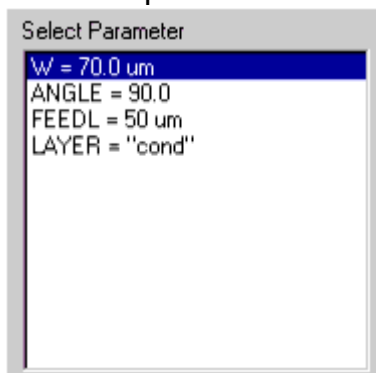 Select Parameter
W = 70.0 um
ANGLE = 90.0
FEEDL = 50 um
LAYER = "cond"